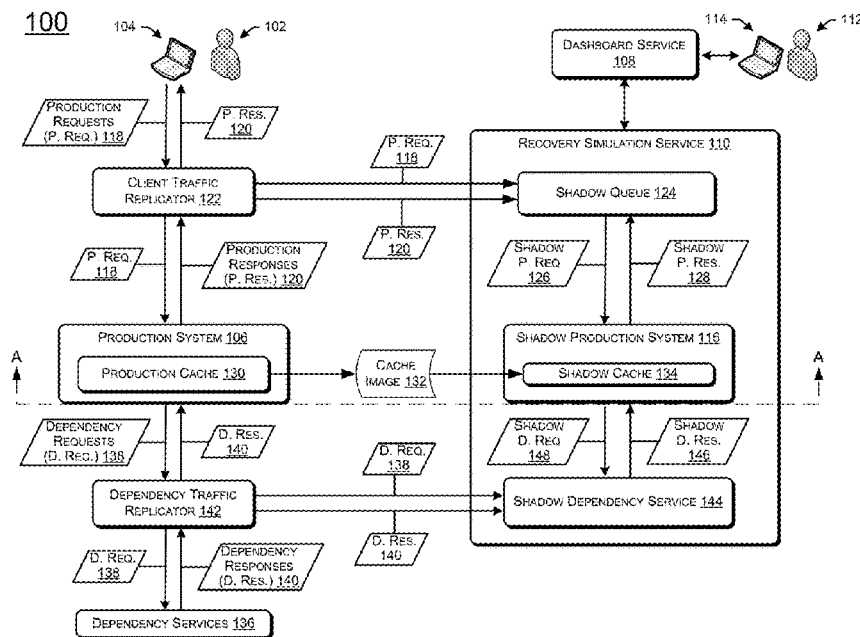 100
104
102
114
112
DASHBOARD SERVICE
108
PRODUCTION
REQUESTS
(P. REQ.) 118
P. RES.
120
P. REQ.
118
RECOVERY SIMULATION SERVICE 110
CLIENT TRAFFIC
REPLICATOR 122
SHADOW QUEUE 124
P. RES.
120
P. REQ.
118
PRODUCTION
RESPONSES
(P. RES.) 120
SHADOW
P. REQ
126
SHADOW
P. RES.
128
PRODUCTION SYSTEM 106
SHADOW PRODUCTION SYSTEM 116
A
PRODUCTION CACHE 130
CACHE
IMAGE 132
SHADOW CACHE 134
A
DEPENDENCY
REQUESTS
(D. REQ.) 138
D. RES.
140
D. REQ.
138
SHADOW
D. REQ
148
SHADOW
D. RES.
146
DEPENDENCY TRAFFIC
REPLICATOR 142
SHADOW DEPENDENCY SERVICE 144
D. RES.
140
D. REQ.
138
DEPENDENCY
RESPONSES
(D. RES.) 140
DEPENDENCY SERVICES 136